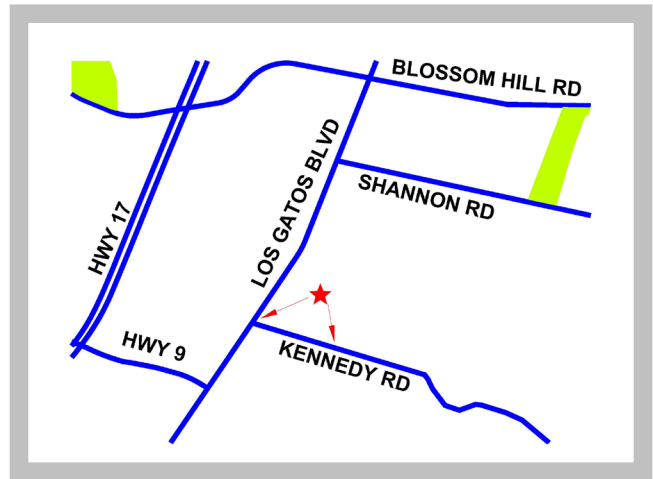 BLOSSOM HILL RD
LOS GATOS BLVD
SHANNON RD
HWY 17
HWY 9
KENNEDY RD